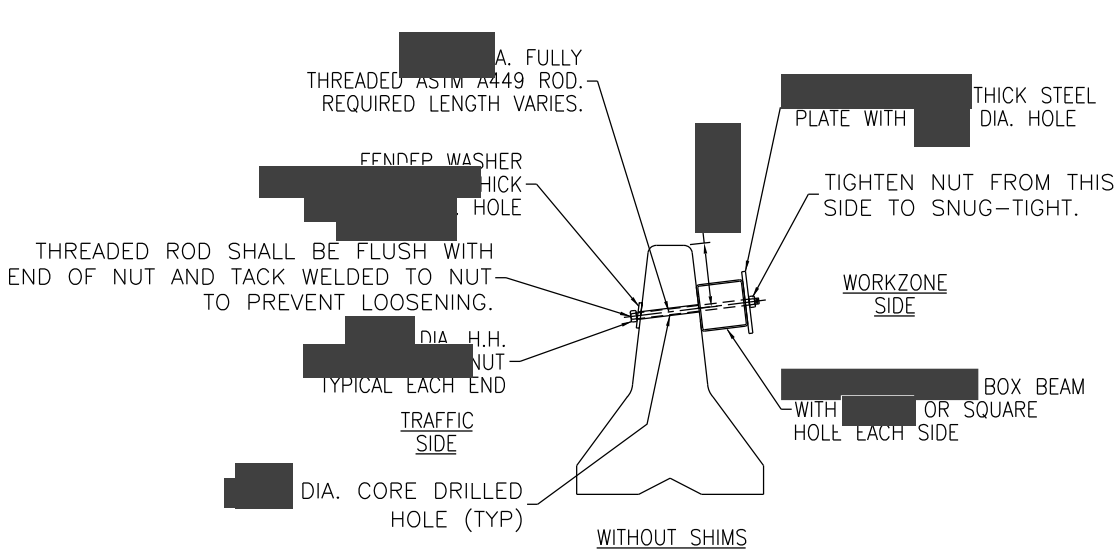 A. FULLY
THREADED ASTM A449 ROD.
REQUIRED LENGTH VARIES.
THICK STEEL
PLATE WITH DIA. HOLE
FENDER WASHER
HICK
. HOLE
TIGHTEN NUT FROM THIS
SIDE TO SNUG-TIGHT.
THREADED ROD SHALL BE FLUSH WITH
END OF NUT AND TACK WELDED TO NUT
TO PREVENT LOOSENING.
WORKZONE
SIDE
DIA. H.H.
NUT
TYPICAL EACH END
BOX BEAM
WITH OR SQUARE
HOLE EACH SIDE
TRAFFIC
SIDE
DIA. CORE DRILLED
HOLE (TYP)
WITHOUT SHIMS